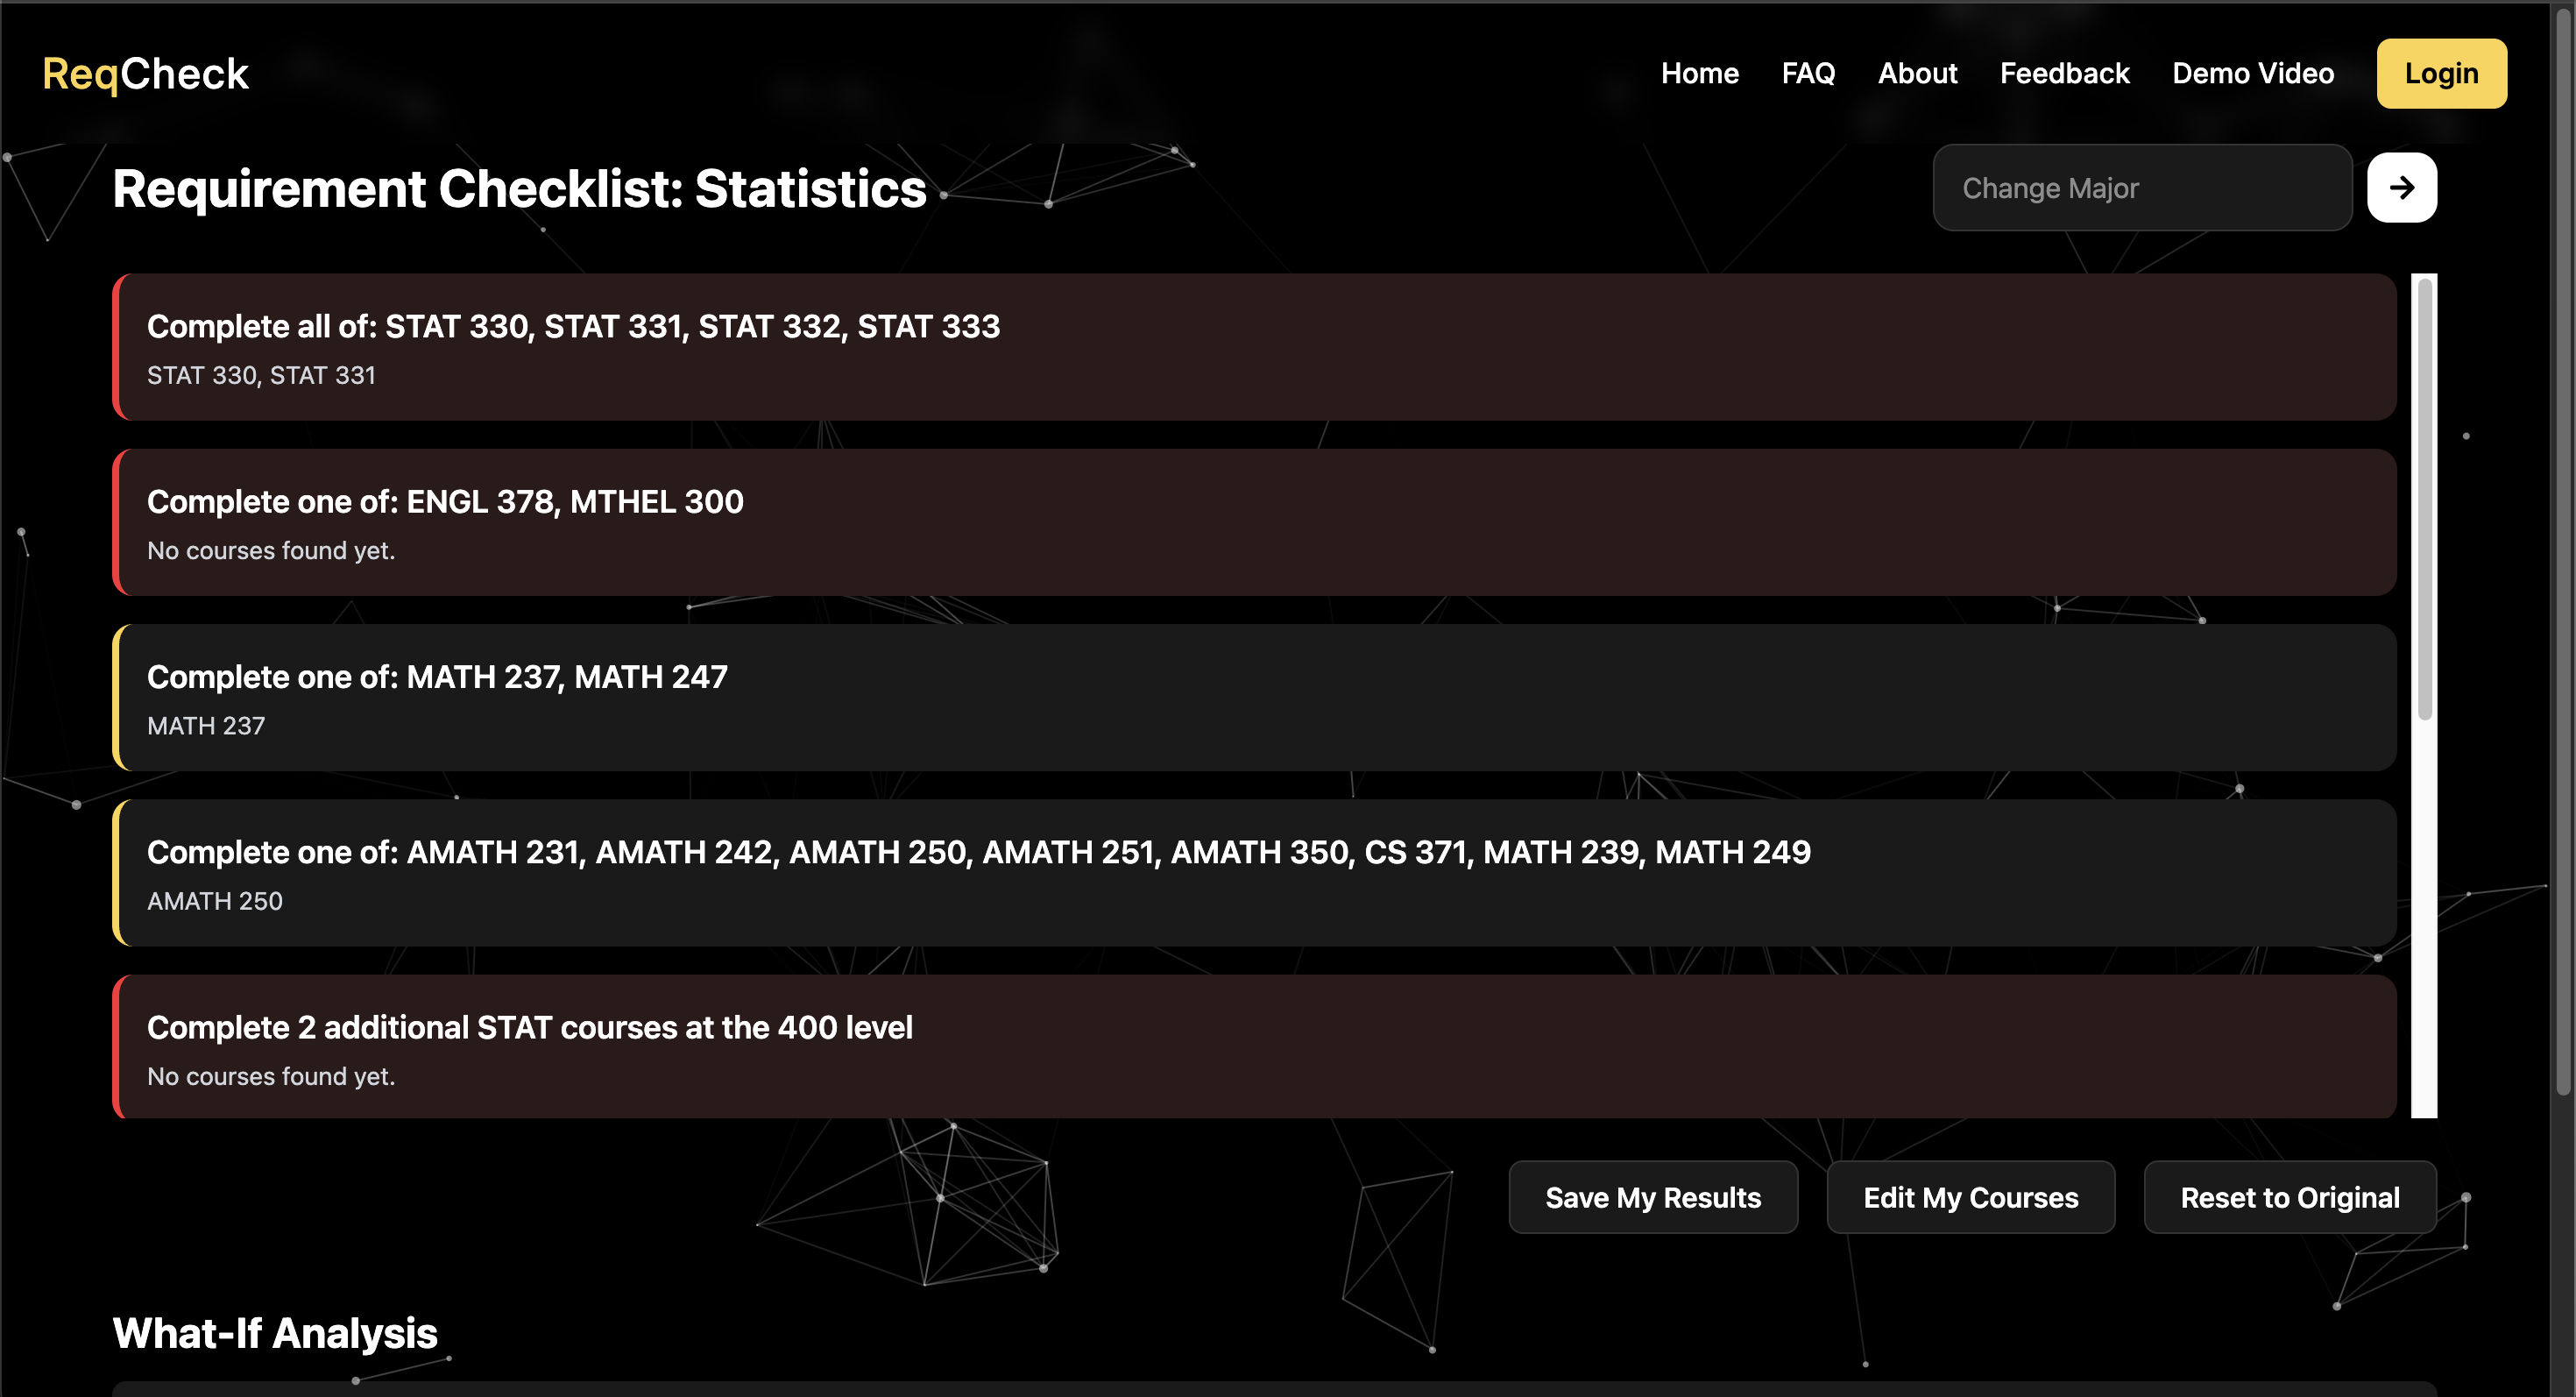 ReqCheck
Home FAQ About Feedback Demo Video Login
Requirement Checklist: Statistics
Change Major
Complete all of: STAT 330, STAT 331, STAT 332, STAT 333
STAT 330, STAT 331
Complete one of: ENGL 378, MTHEL 300
No courses found yet.
Complete one of: MATH 237, MATH 247
MATH 237
Complete one of: AMATH 231, AMATH 242, AMATH 250, AMATH 251, AMATH 350, CS 371, MATH 239, MATH 249
AMATH 250
Complete 2 additional STAT courses at the 400 level
No courses found yet.
Save My Results Edit My Courses Reset to Original
What-If Analysis